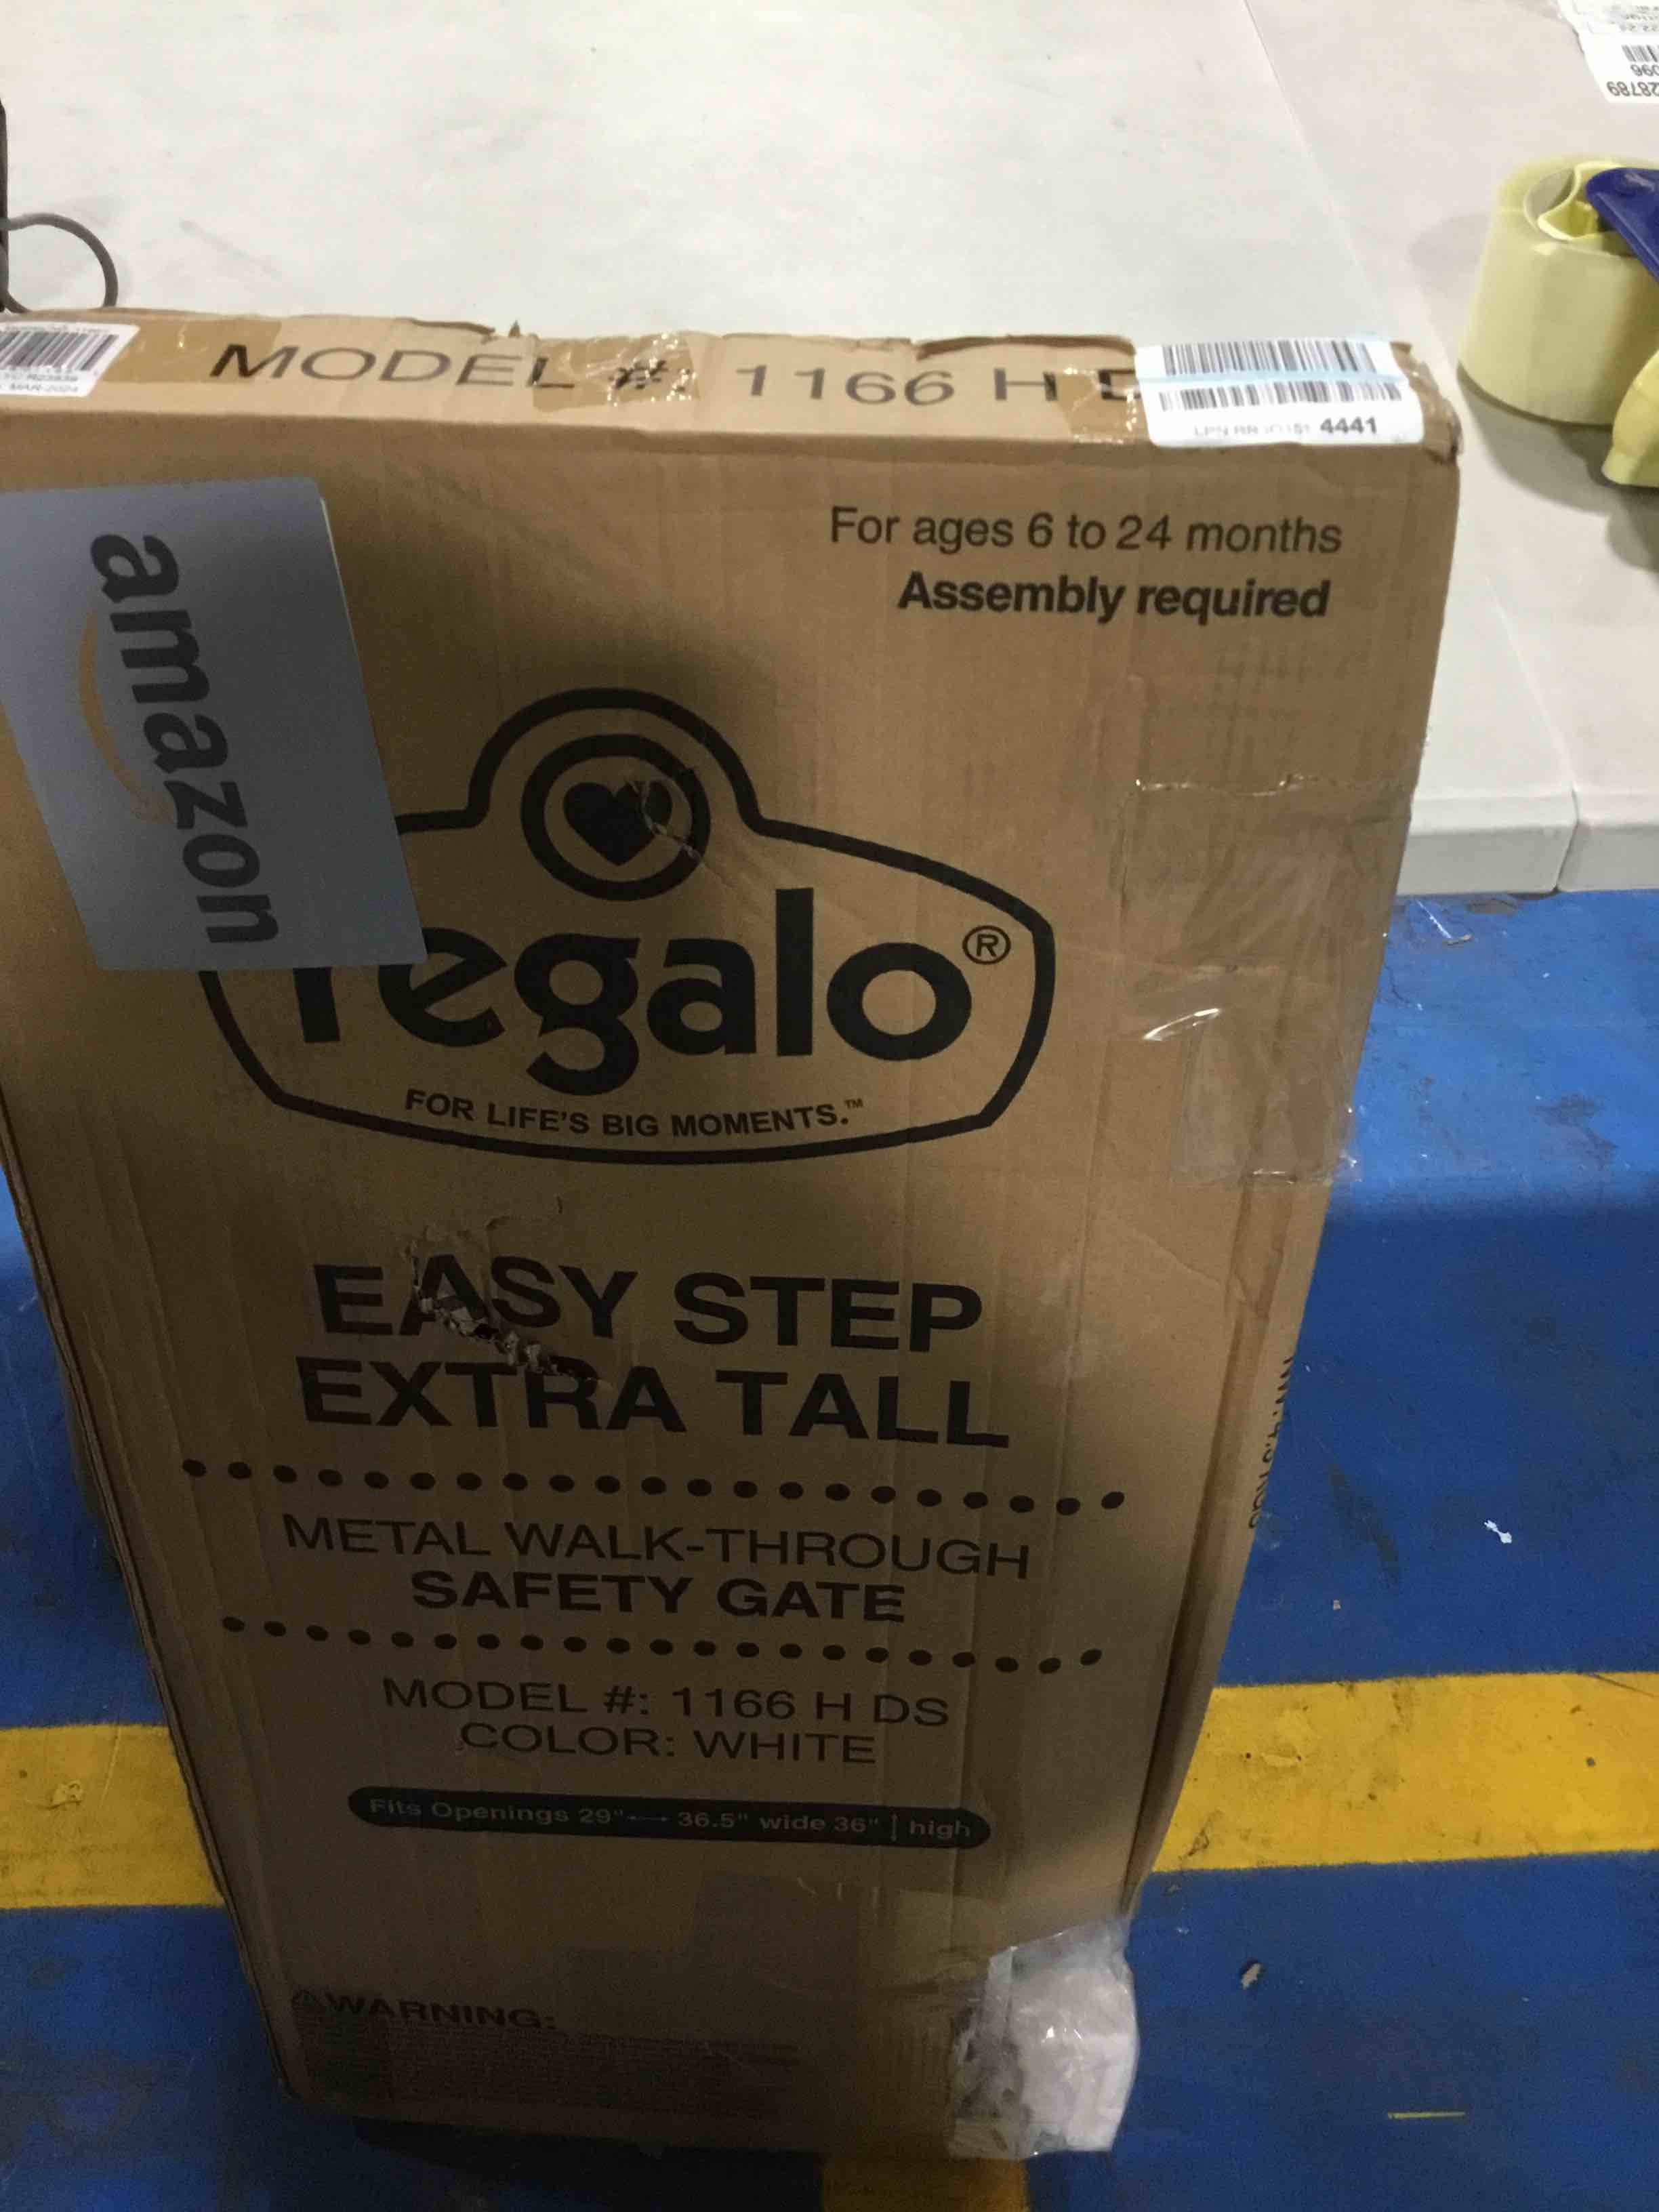 MODEL # 1166 H D
4441
MAR-2024
amazon
For ages 6 to 24 months
Assembly required
regalo®
FOR LIFE'S BIG MOMENTS.™
EASY STEP
EXTRA TALL
METAL WALK-THROUGH
SAFETY GATE
MODEL #: 1166 H DS
COLOR: WHITE
Fits Openings 29" ⟷ 36.5" wide 36" ↕ high
⚠WARNING: